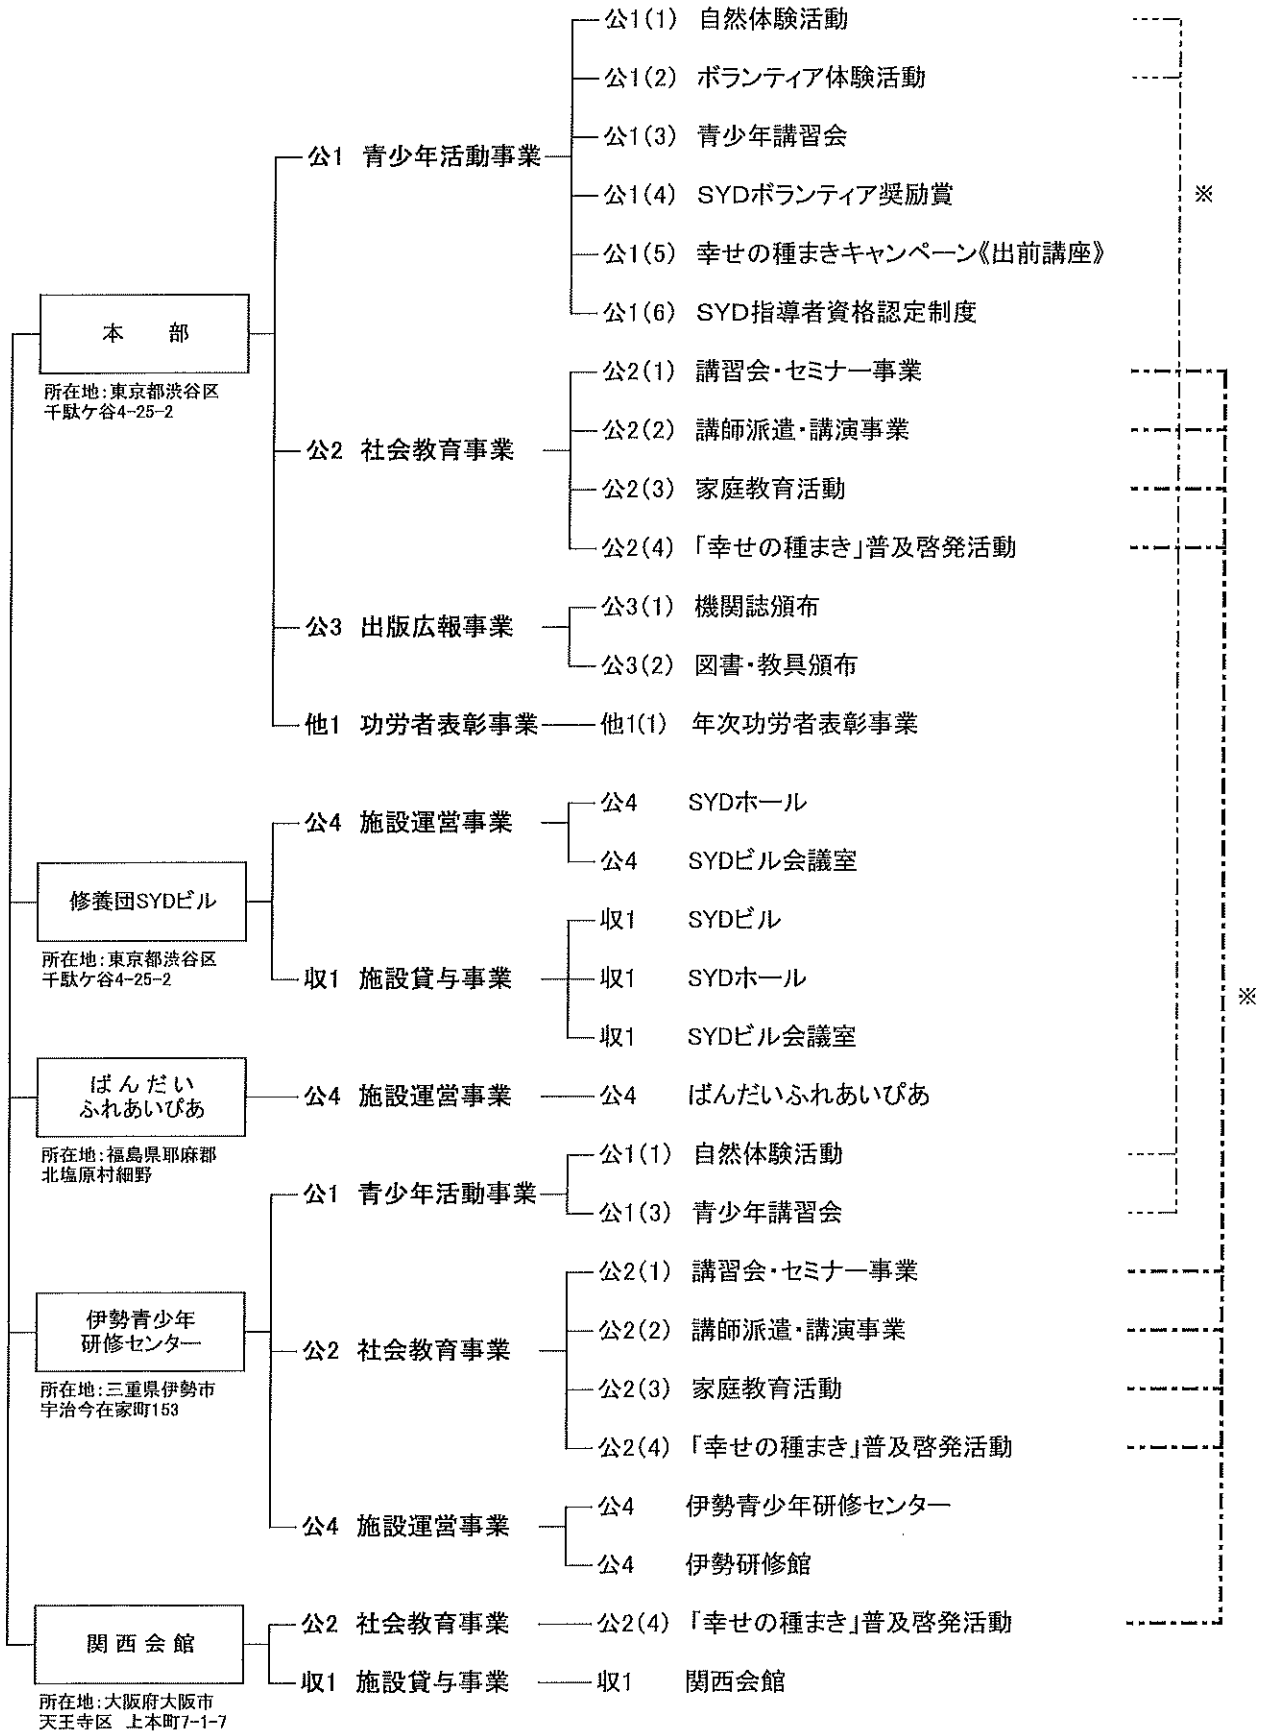 公1(1) 自然体験活動
公1(2) ボランティア体験活動
公1(3) 青少年講習会
公1 青少年活動事業
公1(4) SYDボランティア奨励賞
※
公1(5) 幸せの種まきキャンペーン《出前講座》
公1(6) SYD指導者資格認定制度
本 部
所在地:東京都渋谷区
千駄ケ谷4-25-2
公2(1) 講習会・セミナー事業
公2(2) 講師派遣・講演事業
公2 社会教育事業
公2(3) 家庭教育活動
公2(4) 「幸せの種まき」普及啓発活動
公3(1) 機関誌頒布
公3 出版広報事業
公3(2) 図書・教具頒布
他1 功労者表彰事業
他1(1) 年次功労者表彰事業
公4 SYDホール
公4 施設運営事業
公4 SYDビル会議室
修養団SYDビル
所在地:東京都渋谷区
千駄ケ谷4-25-2
収1 SYDビル
収1 施設貸与事業
収1 SYDホール
※
収1 SYDビル会議室
ばんだい
ふれあいぴあ
公4 施設運営事業
公4 ばんだいふれあいぴあ
所在地:福島県耶麻郡
北塩原村細野
公1(1) 自然体験活動
公1 青少年活動事業
公1(3) 青少年講習会
公2(1) 講習会・セミナー事業
伊勢青少年
研修センター
所在地:三重県伊勢市
宇治今在家町153
公2(2) 講師派遣・講演事業
公2 社会教育事業
公2(3) 家庭教育活動
公2(4) 「幸せの種まき」普及啓発活動
公4 伊勢青少年研修センター
公4 施設運営事業
公4 伊勢研修館
関西会館
公2 社会教育事業
公2(4) 「幸せの種まき」普及啓発活動
収1 施設貸与事業
収1 関西会館
所在地:大阪府大阪市
天王寺区 上本町7-1-7